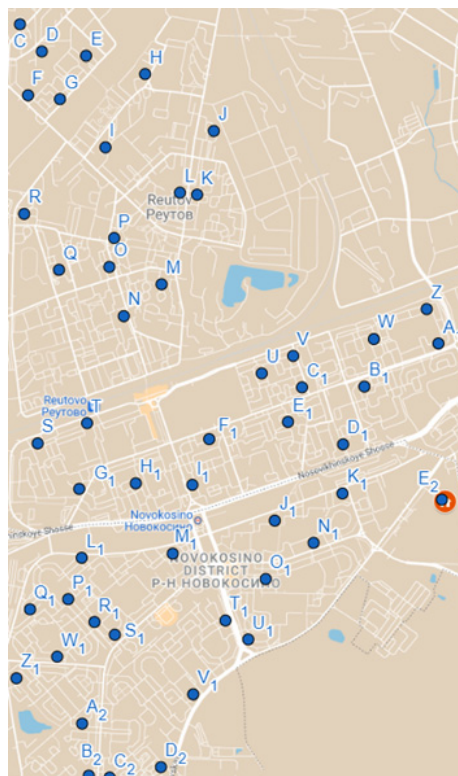 C
D
E
F
G
H
I
J
R
L
K
Reutov
Реутов
P
Q
O
M
N
Z
A
W
V
U
C₁
B₁
Reutovo
Реутово
T
S
E₁
F₁
D₁
Nosovikhinskoye Shosse
G₁
H₁
I₁
K₁
E₂
Novokosino
Новокосино
J₁
inskoye Shosse
L₁
M₁
N₁
NOVOKOSINO
DISTRICT
Р-Н НОВОКОСИНО
O₁
Q₁
P₁
R₁
S₁
T₁
U₁
W₁
Z₁
V₁
A₂
B₂
C₂
D₂